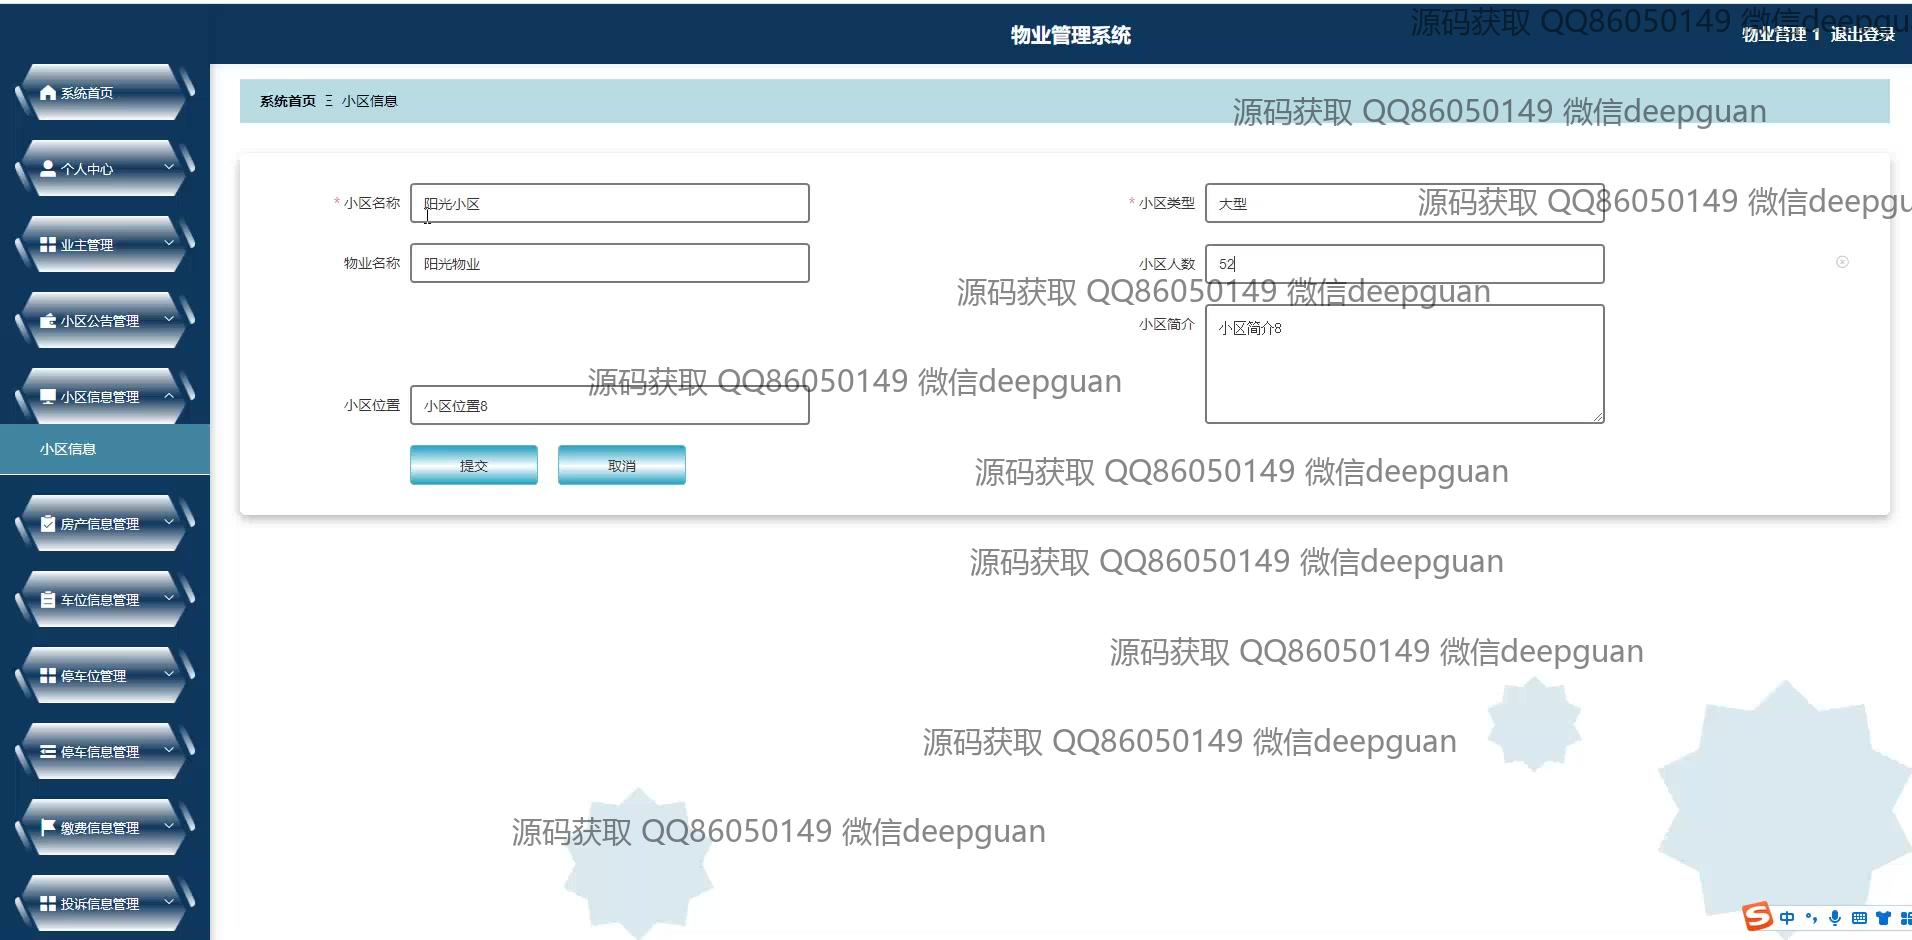 源码获取 QQ86050149 微信deepgu
物业管理系统
物业管理 1 退出登录
系统首页
个人中心
业主管理
小区公告管理
小区信息管理
小区信息
房产信息管理
车位信息管理
停车位管理
停车信息管理
缴费信息管理
投诉信息管理
系统首页 Ξ 小区信息
源码获取 QQ86050149 微信deepguan
* 小区名称 阳光小区
* 小区类型 大型
源码获取 QQ86050149 微信deepgu
物业名称 阳光物业
小区人数 52
源码获取 QQ86050149 微信deepguan
小区简介 小区简介8
源码获取 QQ86050149 微信deepguan
小区位置 小区位置8
提交 取消
源码获取 QQ86050149 微信deepguan
源码获取 QQ86050149 微信deepguan
源码获取 QQ86050149 微信deepguan
源码获取 QQ86050149 微信deepguan
源码获取 QQ86050149 微信deepguan
S 中